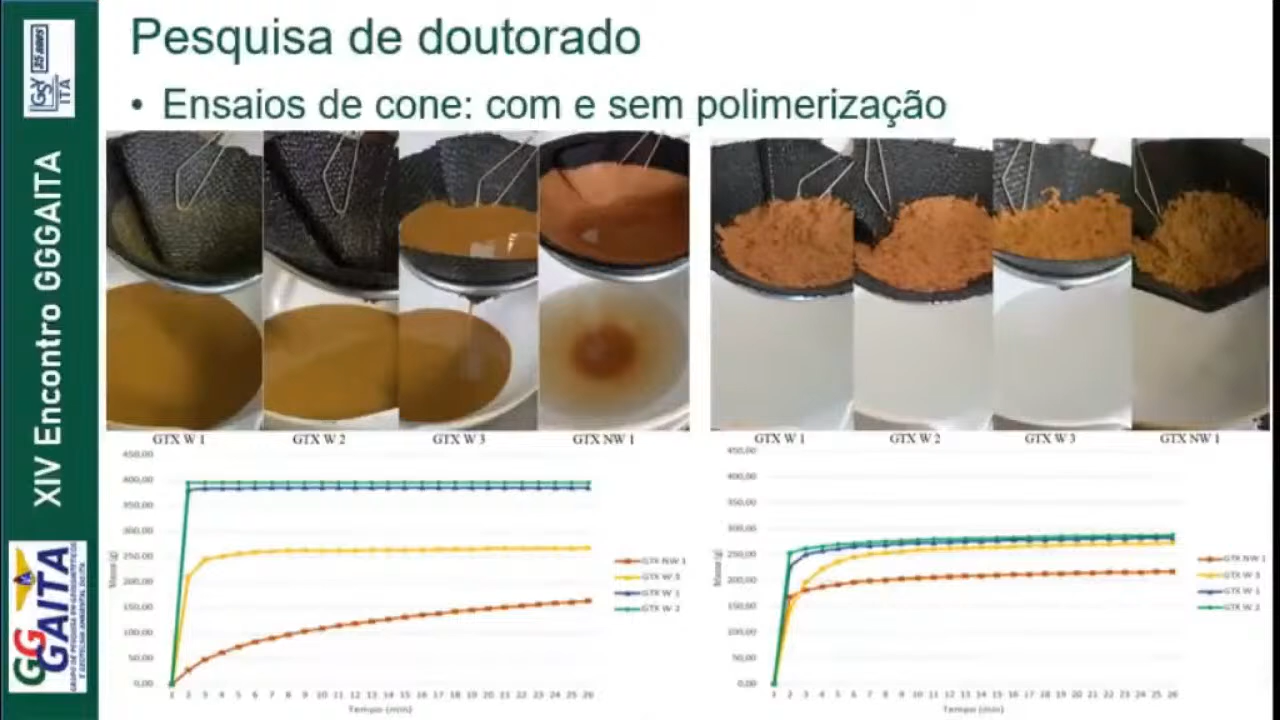 Pesquisa de doutorado
• Ensaios de cone: com e sem polimerização
XIV Encontro GGGAITA
35 ANOS
ITA
GGGAITA
GTX W 1
GTX W 2
GTX W 3
GTX NW 1
GTX W 1
GTX W 2
GTX W 3
GTX NW 1
450,00
400,00
350,00
300,00
250,00
200,00
150,00
100,00
50,00
0,00
Massa (g)
2 3 4 5 6 7 8 9 10 11 12 13 14 15 16 17 18 19 20 21 22 23 24 25 26
Tempo (min)
GTX NW 1
GTX W 3
GTX W 1
GTX W 2
450,00
400,00
350,00
300,00
250,00
200,00
150,00
100,00
50,00
0,00
Massa (g)
2 3 4 5 6 7 8 9 10 11 12 13 14 15 16 17 18 19 20 21 22 23 24 25 26
Tempo (min)
GTX NW 1
GTX W 3
GTX W 1
GTX W 2